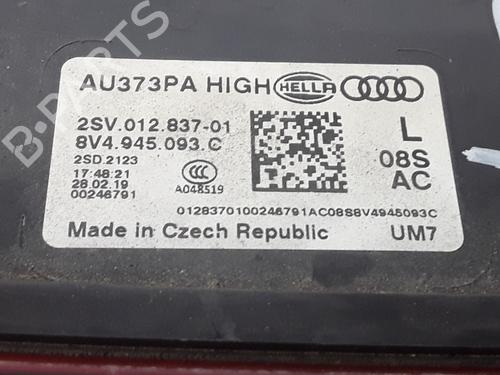 AU373PA HIGH HELLA
2SV.012.837-01
8V4.945.093.C
2SD.2123
17:48:21
28.02.19
00246791
CCC
A048519
L
08S
AC
0128370100246791AC08S8V4945093C
Made in Czech Republic
UM7
B-PARTS